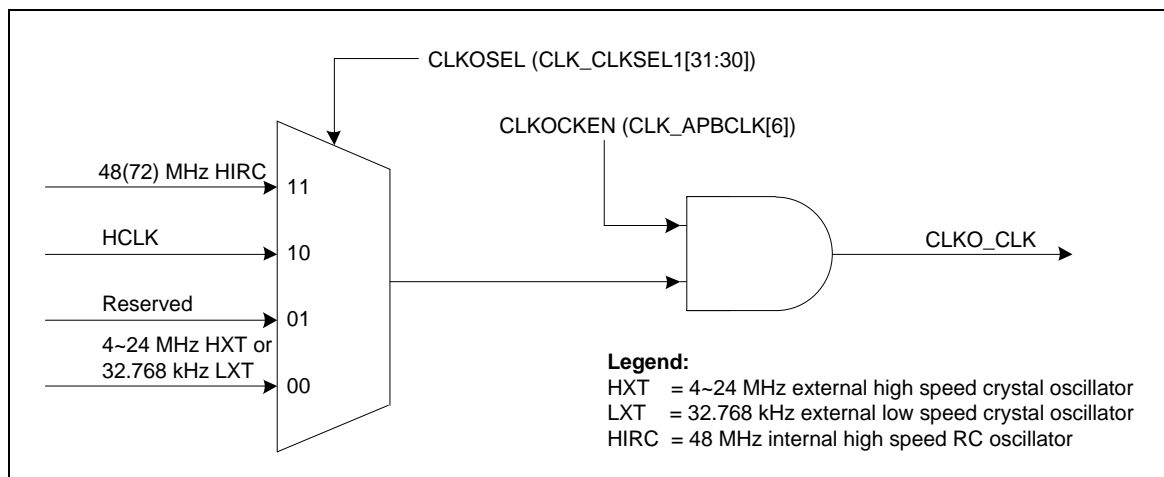 CLKOSEL (CLK_CLKSEL1[31:30])
CLKOCKEN (CLK_APBCLK[6])
48(72) MHz HIRC
11
HCLK
10
CLKO_CLK
Reserved
01
4~24 MHz HXT or
32.768 kHz LXT
00
Legend:
HXT = 4~24 MHz external high speed crystal oscillator
LXT = 32.768 kHz external low speed crystal oscillator
HIRC = 48 MHz internal high speed RC oscillator